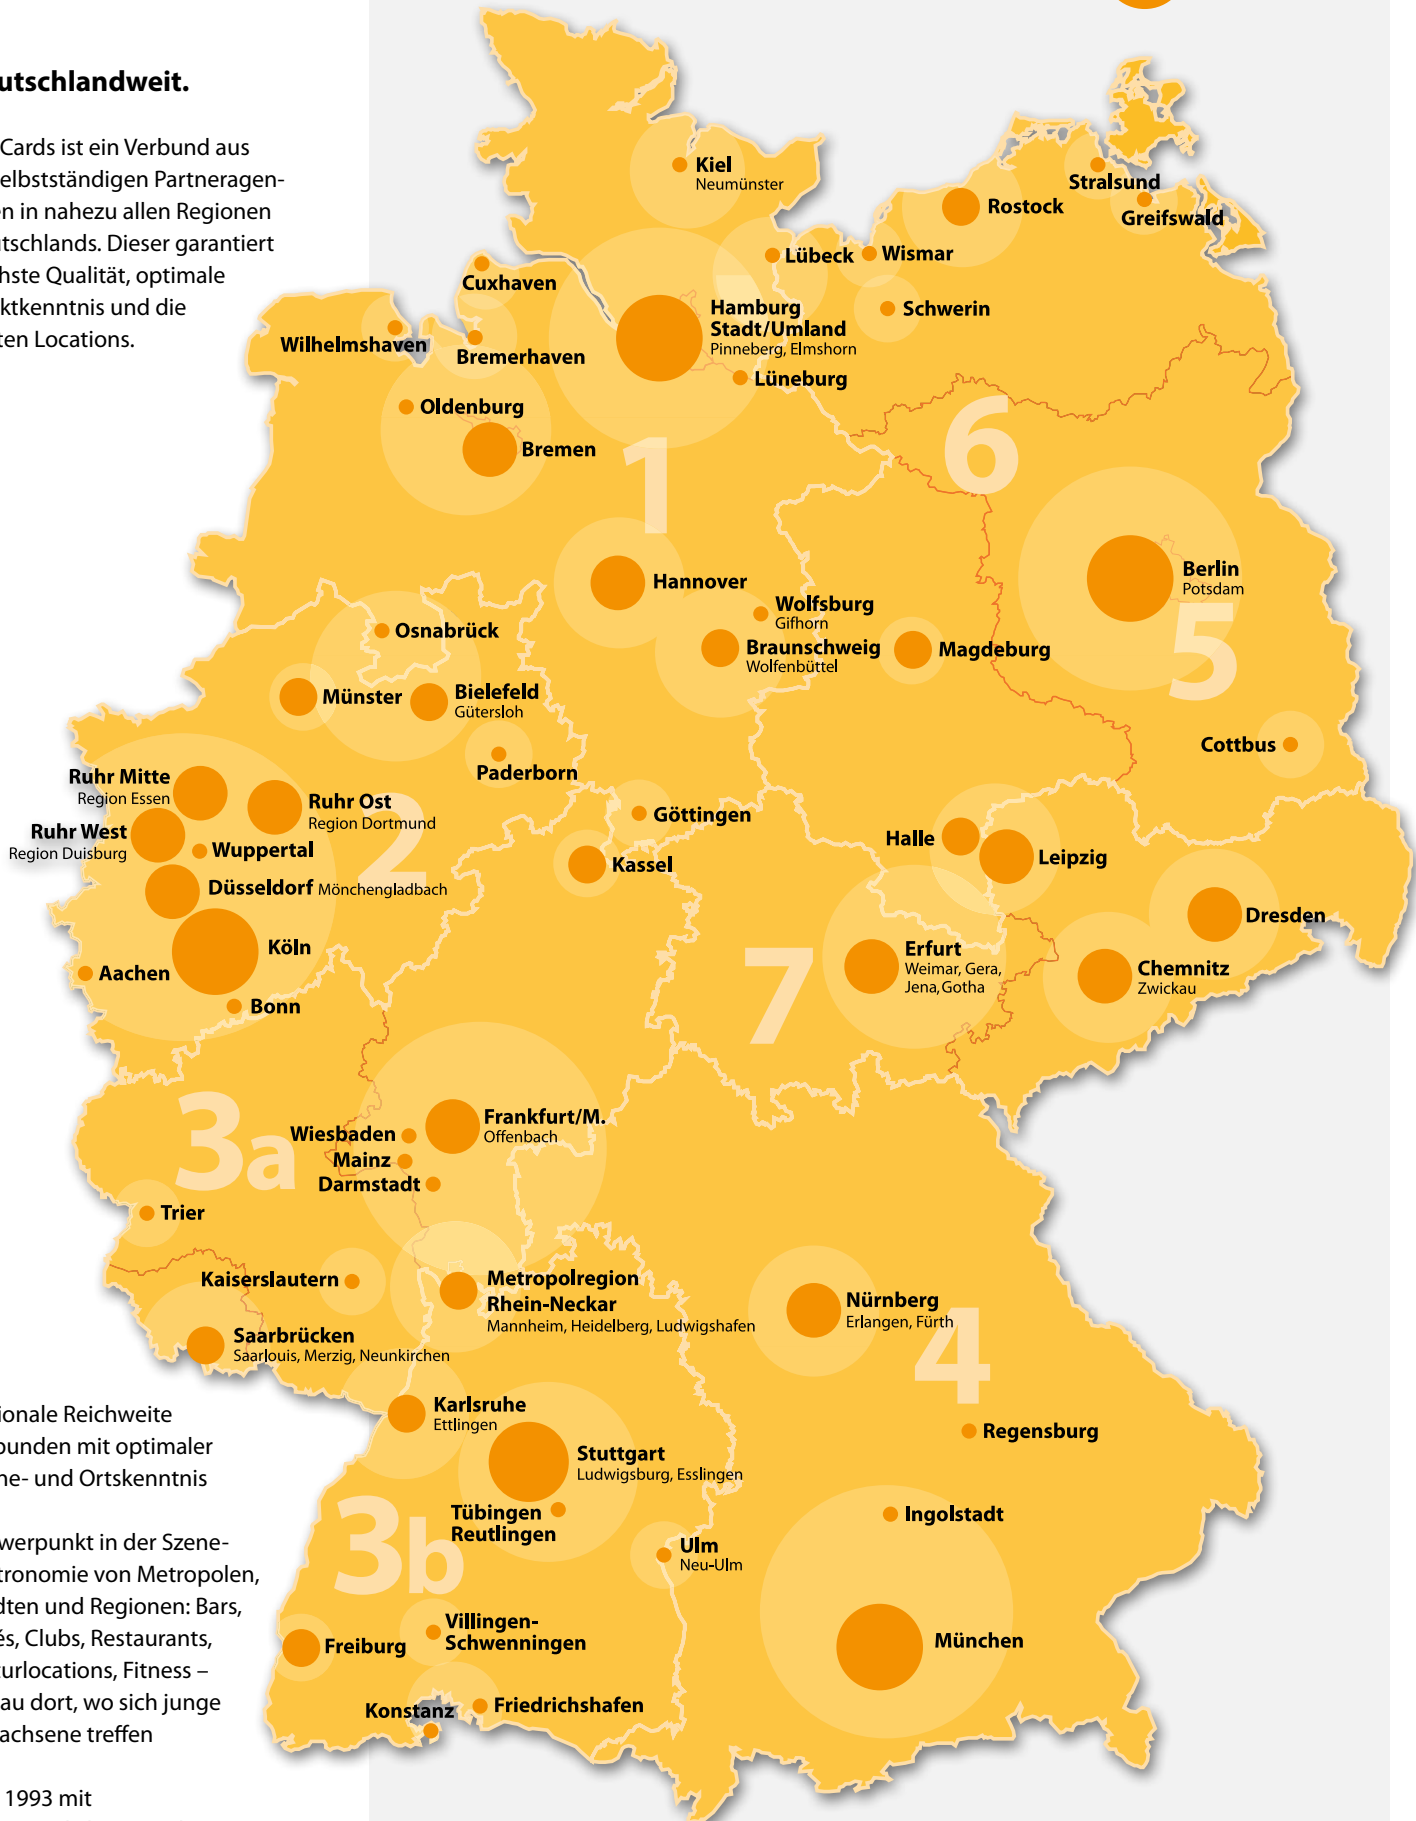 utschlandweit.
Cards ist ein Verbund aus
elbstständigen Partneragen-
en in nahezu allen Regionen
utschlands. Dieser garantiert
hste Qualität, optimale
ktkenntnis und die
ten Locations.
Kiel
Neumünster
Stralsund
Rostock
Greifswald
Lübeck
Wismar
Cuxhaven
Schwerin
Hamburg
Stadt/Umland
Pinneberg, Elmshorn
Wilhelmshaven
Bremerhaven
Lüneburg
Oldenburg
Bremen
1
6
Hannover
Berlin
Potsdam
5
Wolfsburg
Gifhorn
Braunschweig
Wolfenbüttel
Magdeburg
Osnabrück
Münster
Bielefeld
Gütersloh
Cottbus
Paderborn
Ruhr Mitte
Region Essen
Ruhr Ost
Region Dortmund
2
Ruhr West
Region Duisburg
Wuppertal
Göttingen
Kassel
Halle
Leipzig
Düsseldorf Mönchengladbach
Dresden
Köln
Aachen
Bonn
7
Erfurt
Weimar, Gera,
Jena, Gotha
Chemnitz
Zwickau
3a
Frankfurt/M.
Offenbach
Wiesbaden
Mainz
Darmstadt
Trier
Kaiserslautern
Metropolregion
Rhein-Neckar
Mannheim, Heidelberg, Ludwigshafen
Nürnberg
Erlangen, Fürth
4
Saarbrücken
Saarlouis, Merzig, Neunkirchen
Karlsruhe
Ettlingen
Regensburg
Stuttgart
Ludwigsburg, Esslingen
Tübingen
Reutlingen
3b
Ingolstadt
Ulm
Neu-Ulm
Villingen-
Schwenningen
Freiburg
München
Konstanz
Friedrichshafen
ionale Reichweite
bunden mit optimaler
ne- und Ortskenntnis
werpunkt in der Szene-
tronomie von Metropolen,
dten und Regionen: Bars,
és, Clubs, Restaurants,
turlocations, Fitness –
au dort, wo sich junge
achsene treffen
1993 mit